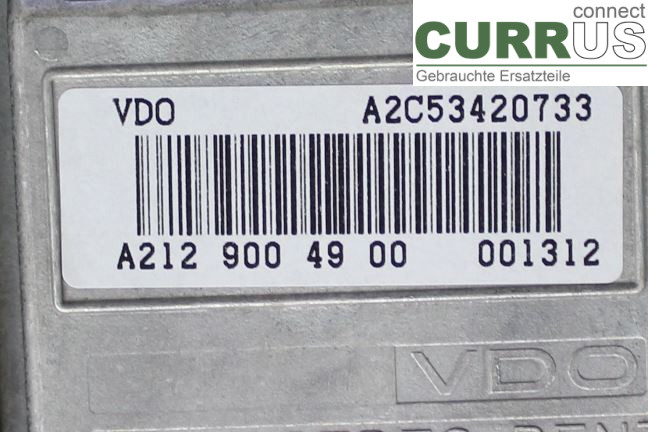 connect
CURRUS
Gebrauchte Ersatzteile
VDO A2C53420733
A212 900 49 00 001312
VDO